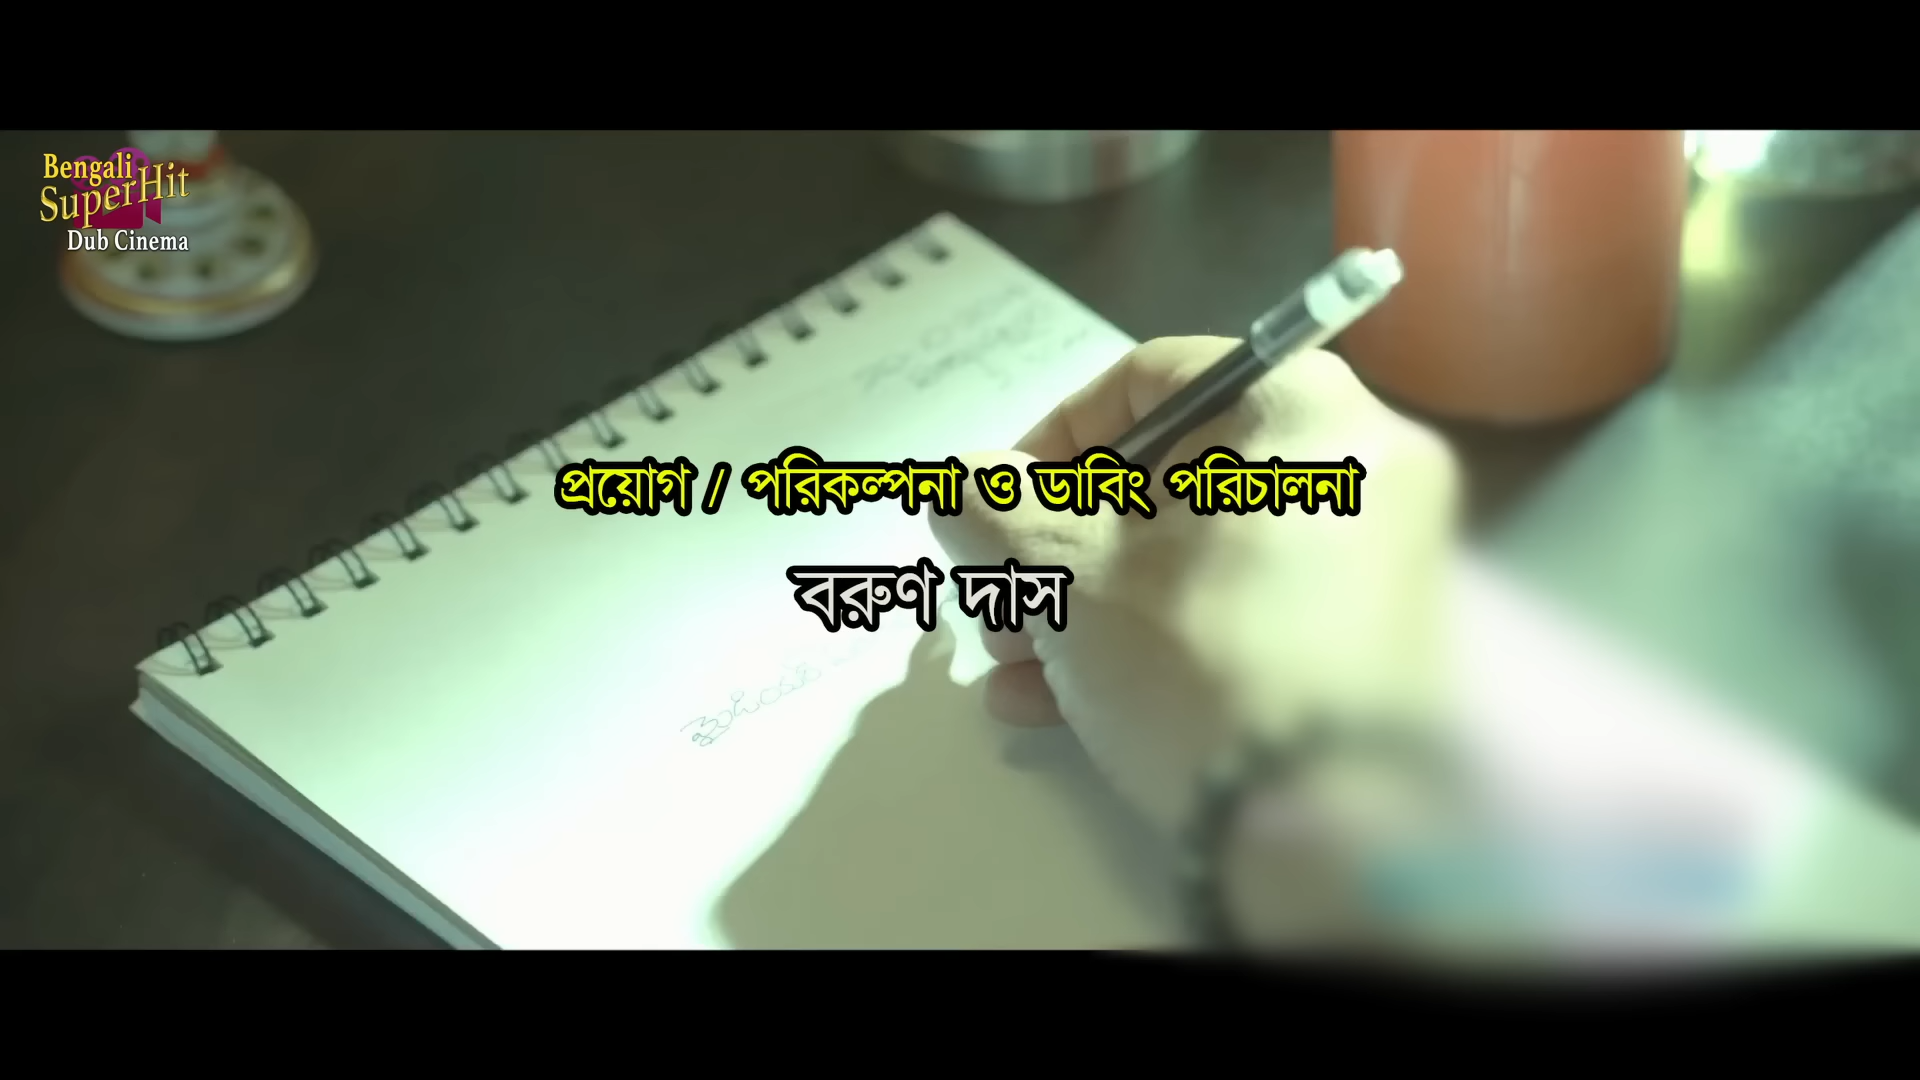 Bengali
SuperHit
Dub Cinema
প্রয়োগ / পরিকল্পনা ও ডাবিং পরিচালনা
বরুণ দাস